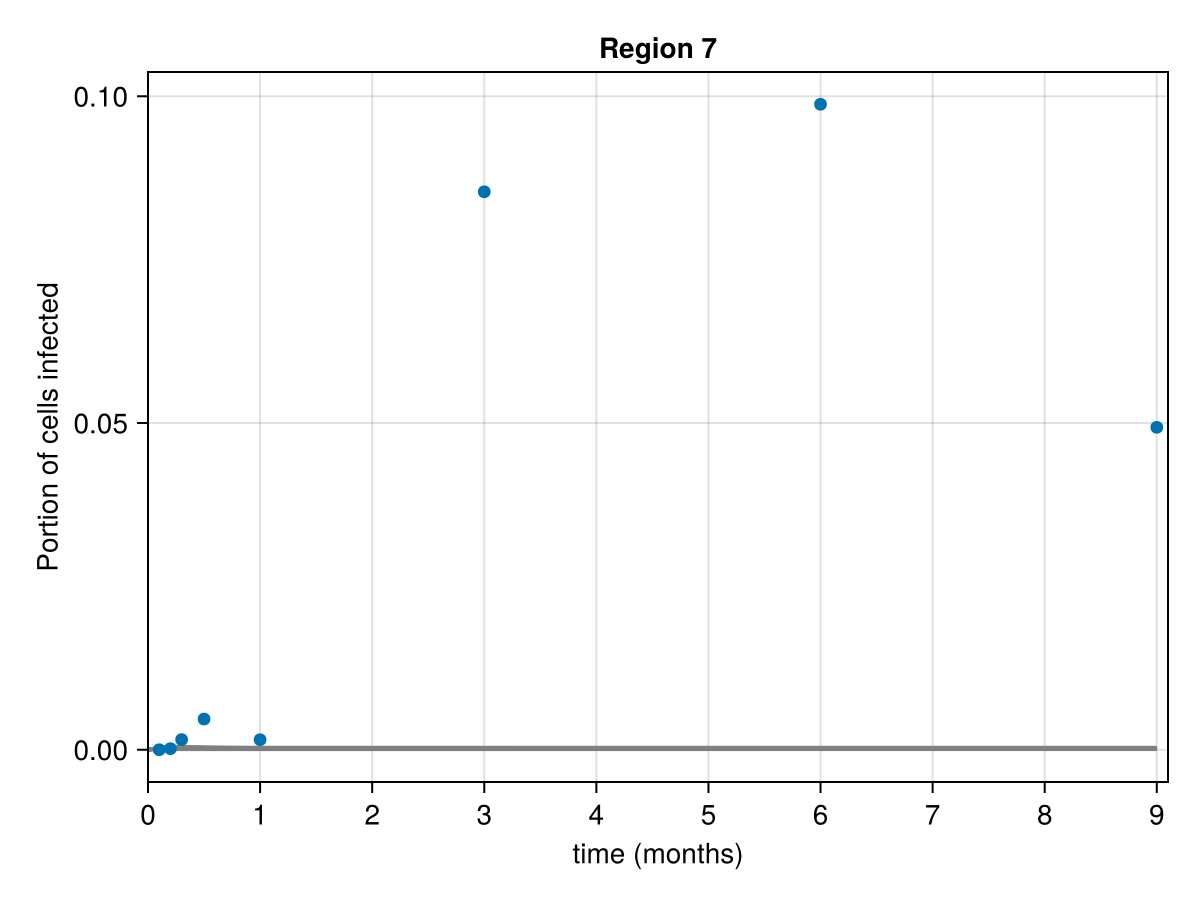 Region 7
Portion of cells infected
0.10
0.05
0.00
0 1 2 3 4 5 6 7 8 9
time (months)